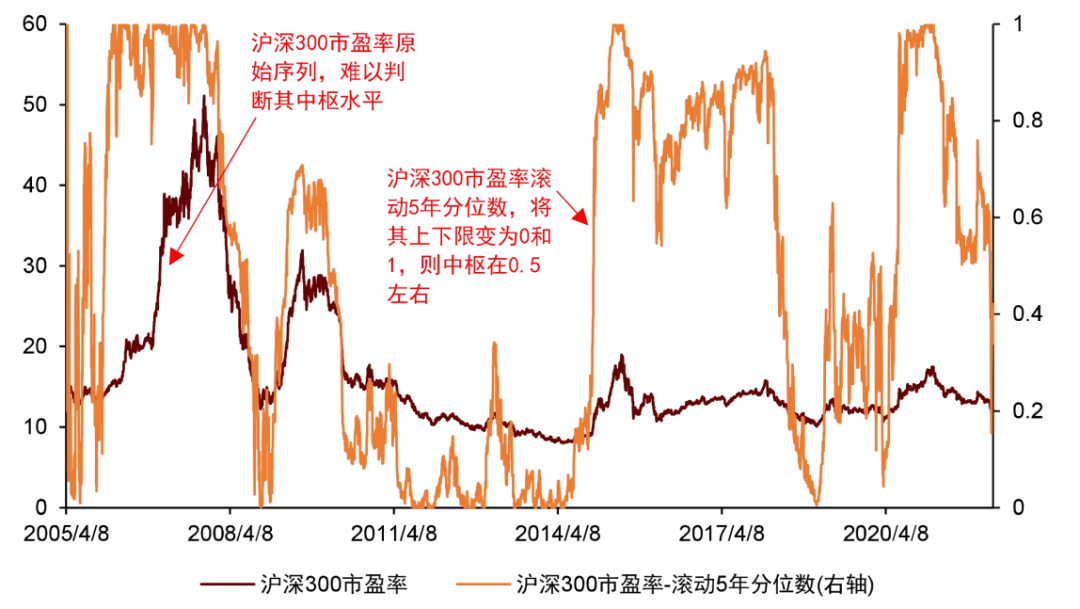 60
50
40
30
20
10
0
1
0.8
0.6
0.4
0.2
0
沪深300市盈率原
始序列，难以判
断其中枢水平
沪深300市盈率滚
动5年分位数，将
其上下限变为0和
1，则中枢在0.5
左右
2005/4/8
2008/4/8
2011/4/8
2014/4/8
2017/4/8
2020/4/8
沪深300市盈率
沪深300市盈率-滚动5年分位数(右轴)